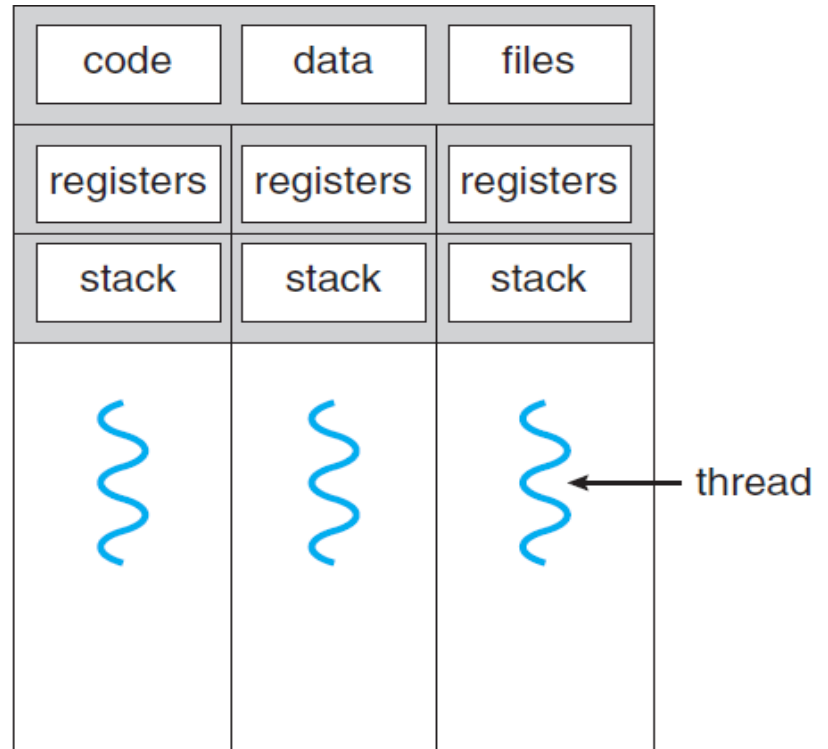 code data files
registers registers registers
stack stack stack
thread